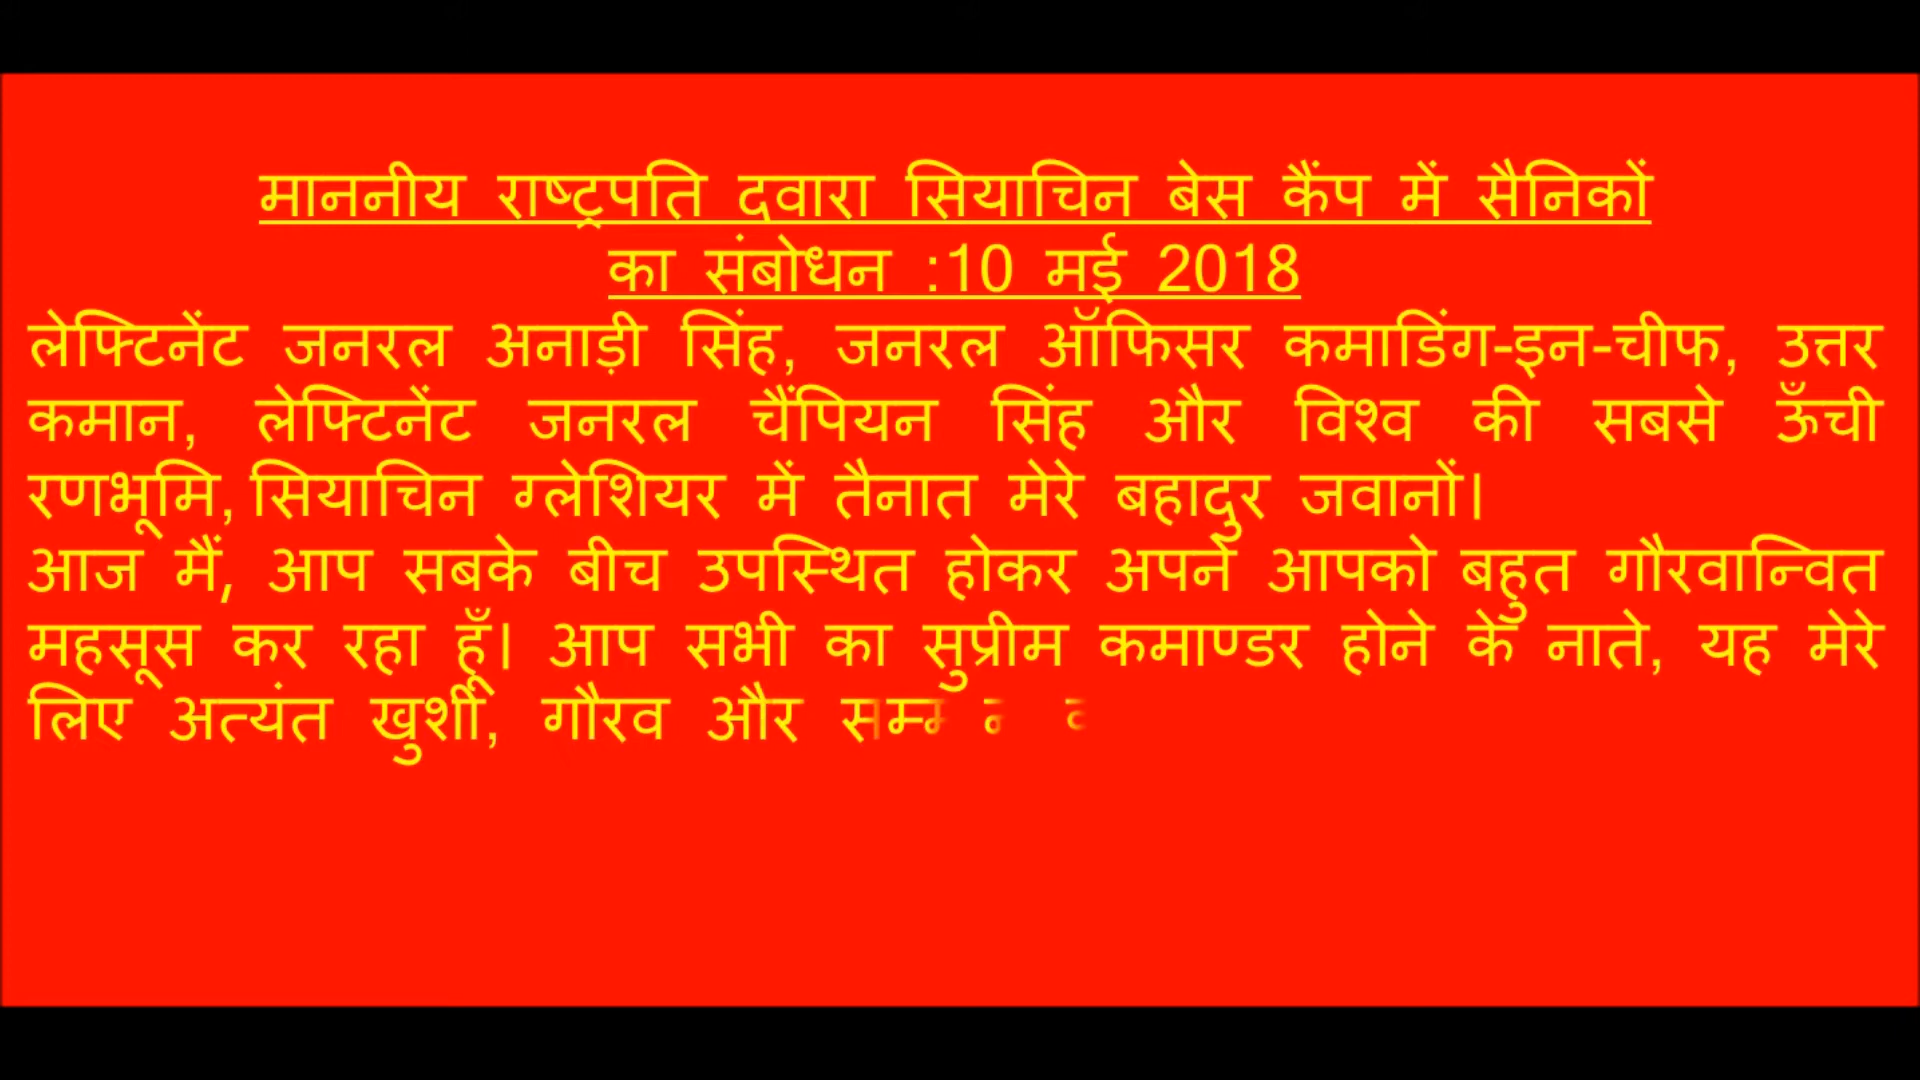 माननीय राष्ट्रपति दवारा सियाचिन बेस कैंप में सैनिकों
का संबोधन :10 मई 2018
लेफ्टिनेंट जनरल अनाड़ी सिंह, जनरल ऑफिसर कमाडिंग-इन-चीफ, उत्तर
कमान, लेफ्टिनेंट जनरल चैंपियन सिंह और विश्व की सबसे ऊँची
रणभूमि, सियाचिन ग्लेशियर में तैनात मेरे बहादुर जवानों।
आज मैं, आप सबके बीच उपस्थित होकर अपने आपको बहुत गौरवान्वित
महसूस कर रहा हूँ। आप सभी का सुप्रीम कमाण्डर होने के नाते, यह मेरे
लिए अत्यंत खुशी, गौरव और